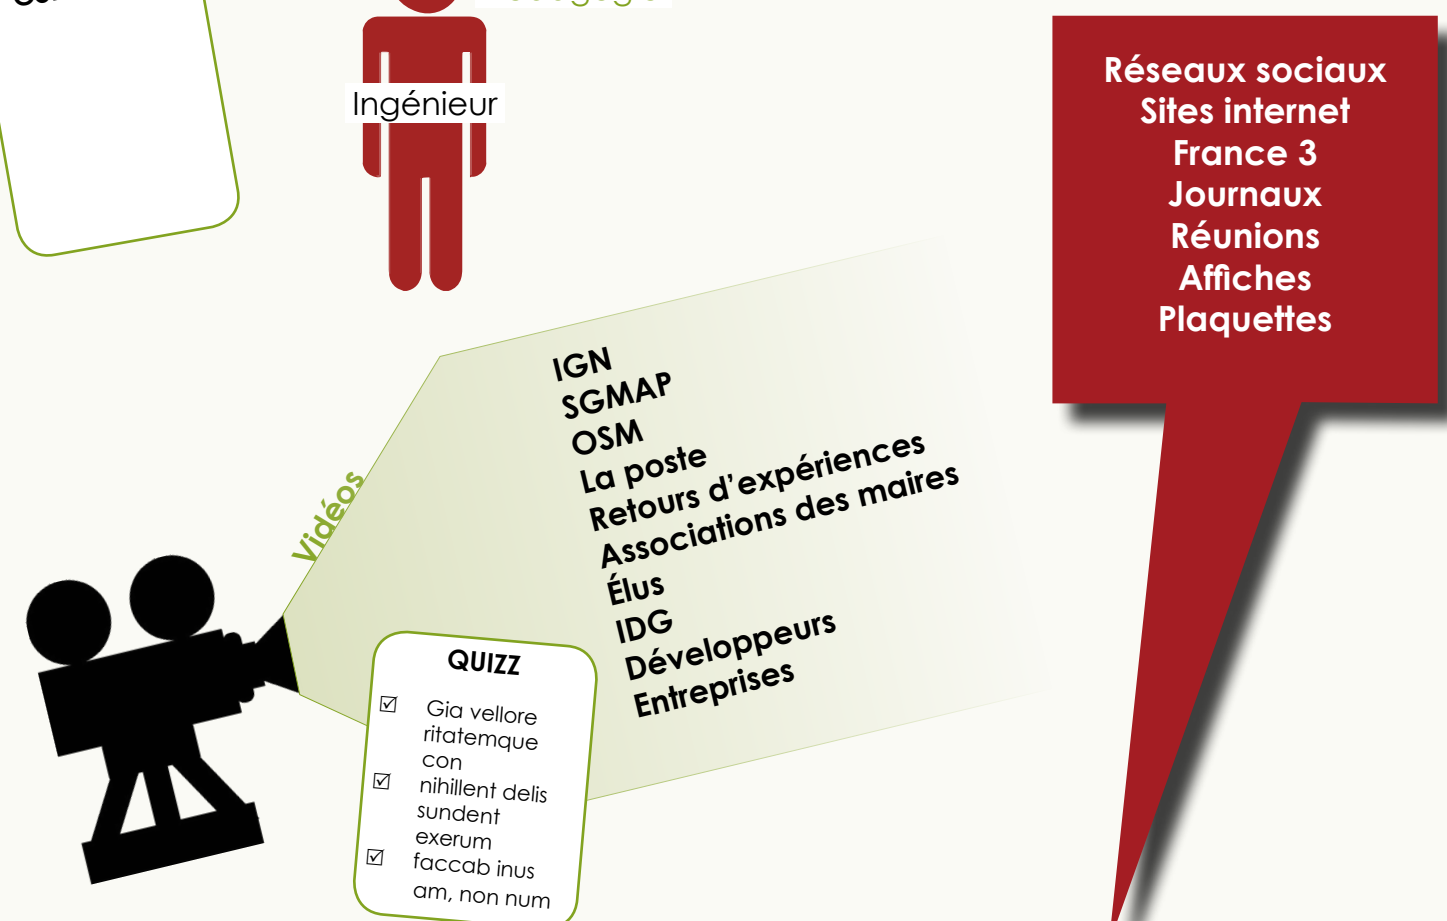 Ingénieur
Réseaux sociaux
Sites internet
France 3
Journaux
Réunions
Affiches
Plaquettes
Vidéos
IGN
SGMAP
OSM
La poste
Retours d'expériences
Associations des maires
Élus
IDG
Développeurs
Entreprises
QUIZZ
☑ Gia vellore
ritatemque
con
☑ nihillent delis
sundent
exerum
☑ faccab inus
am, non num